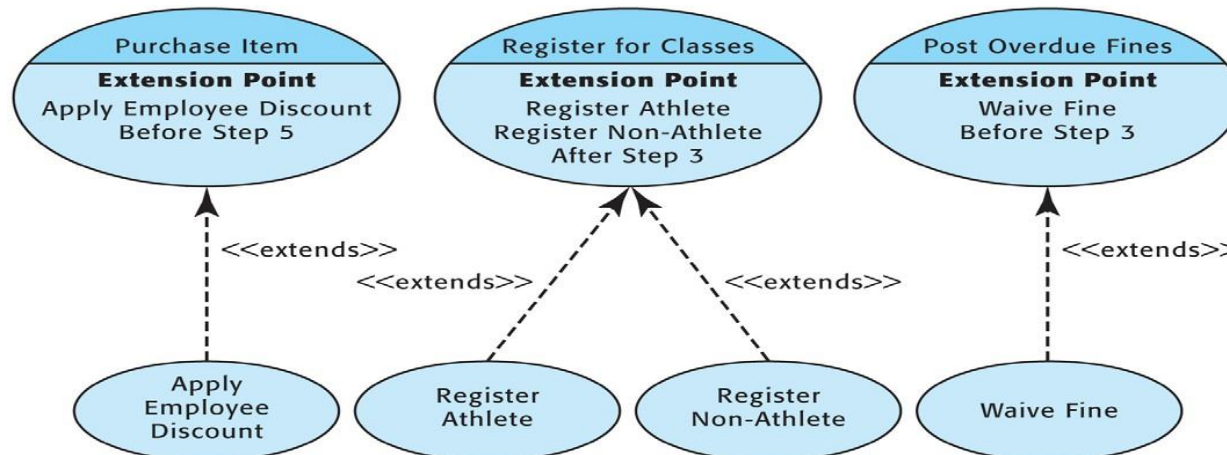 Purchase Item
Extension Point
Apply Employee Discount
Before Step 5
Register for Classes
Extension Point
Register Athlete
Register Non-Athlete
After Step 3
Post Overdue Fines
Extension Point
Waive Fine
Before Step 3
<<extends>>
<<extends>>
<<extends>>
<<extends>>
Apply
Employee
Discount
Register
Athlete
Register
Non-Athlete
Waive Fine